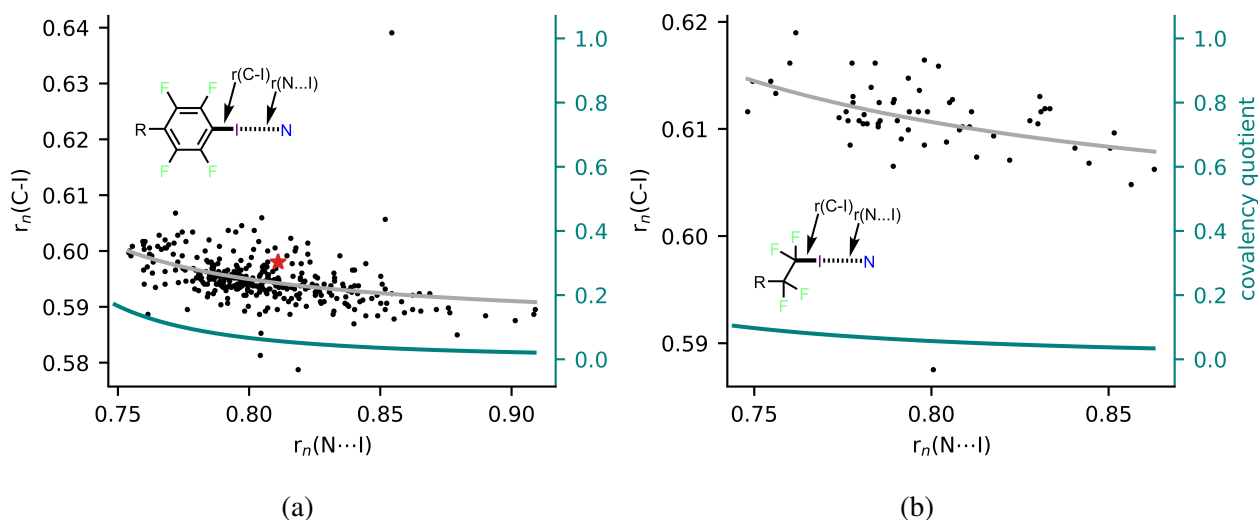 0.64
0.63
0.62
0.61
0.60
0.59
0.58
r_n(C-I)
F F
r(C-I)
r(N...I)
R I N
F F
1.0
0.8
0.6
0.4
0.2
0.0
0.75 0.80 0.85 0.90
r_n(N···I)
(a)
0.62
0.61
0.60
0.59
r_n(C-I)
r(C-I)
r(N...I)
F
F
I N
R
F
F
1.0
0.8
0.6
0.4
0.2
0.0
covalency quotient
0.75 0.80 0.85
r_n(N···I)
(b)